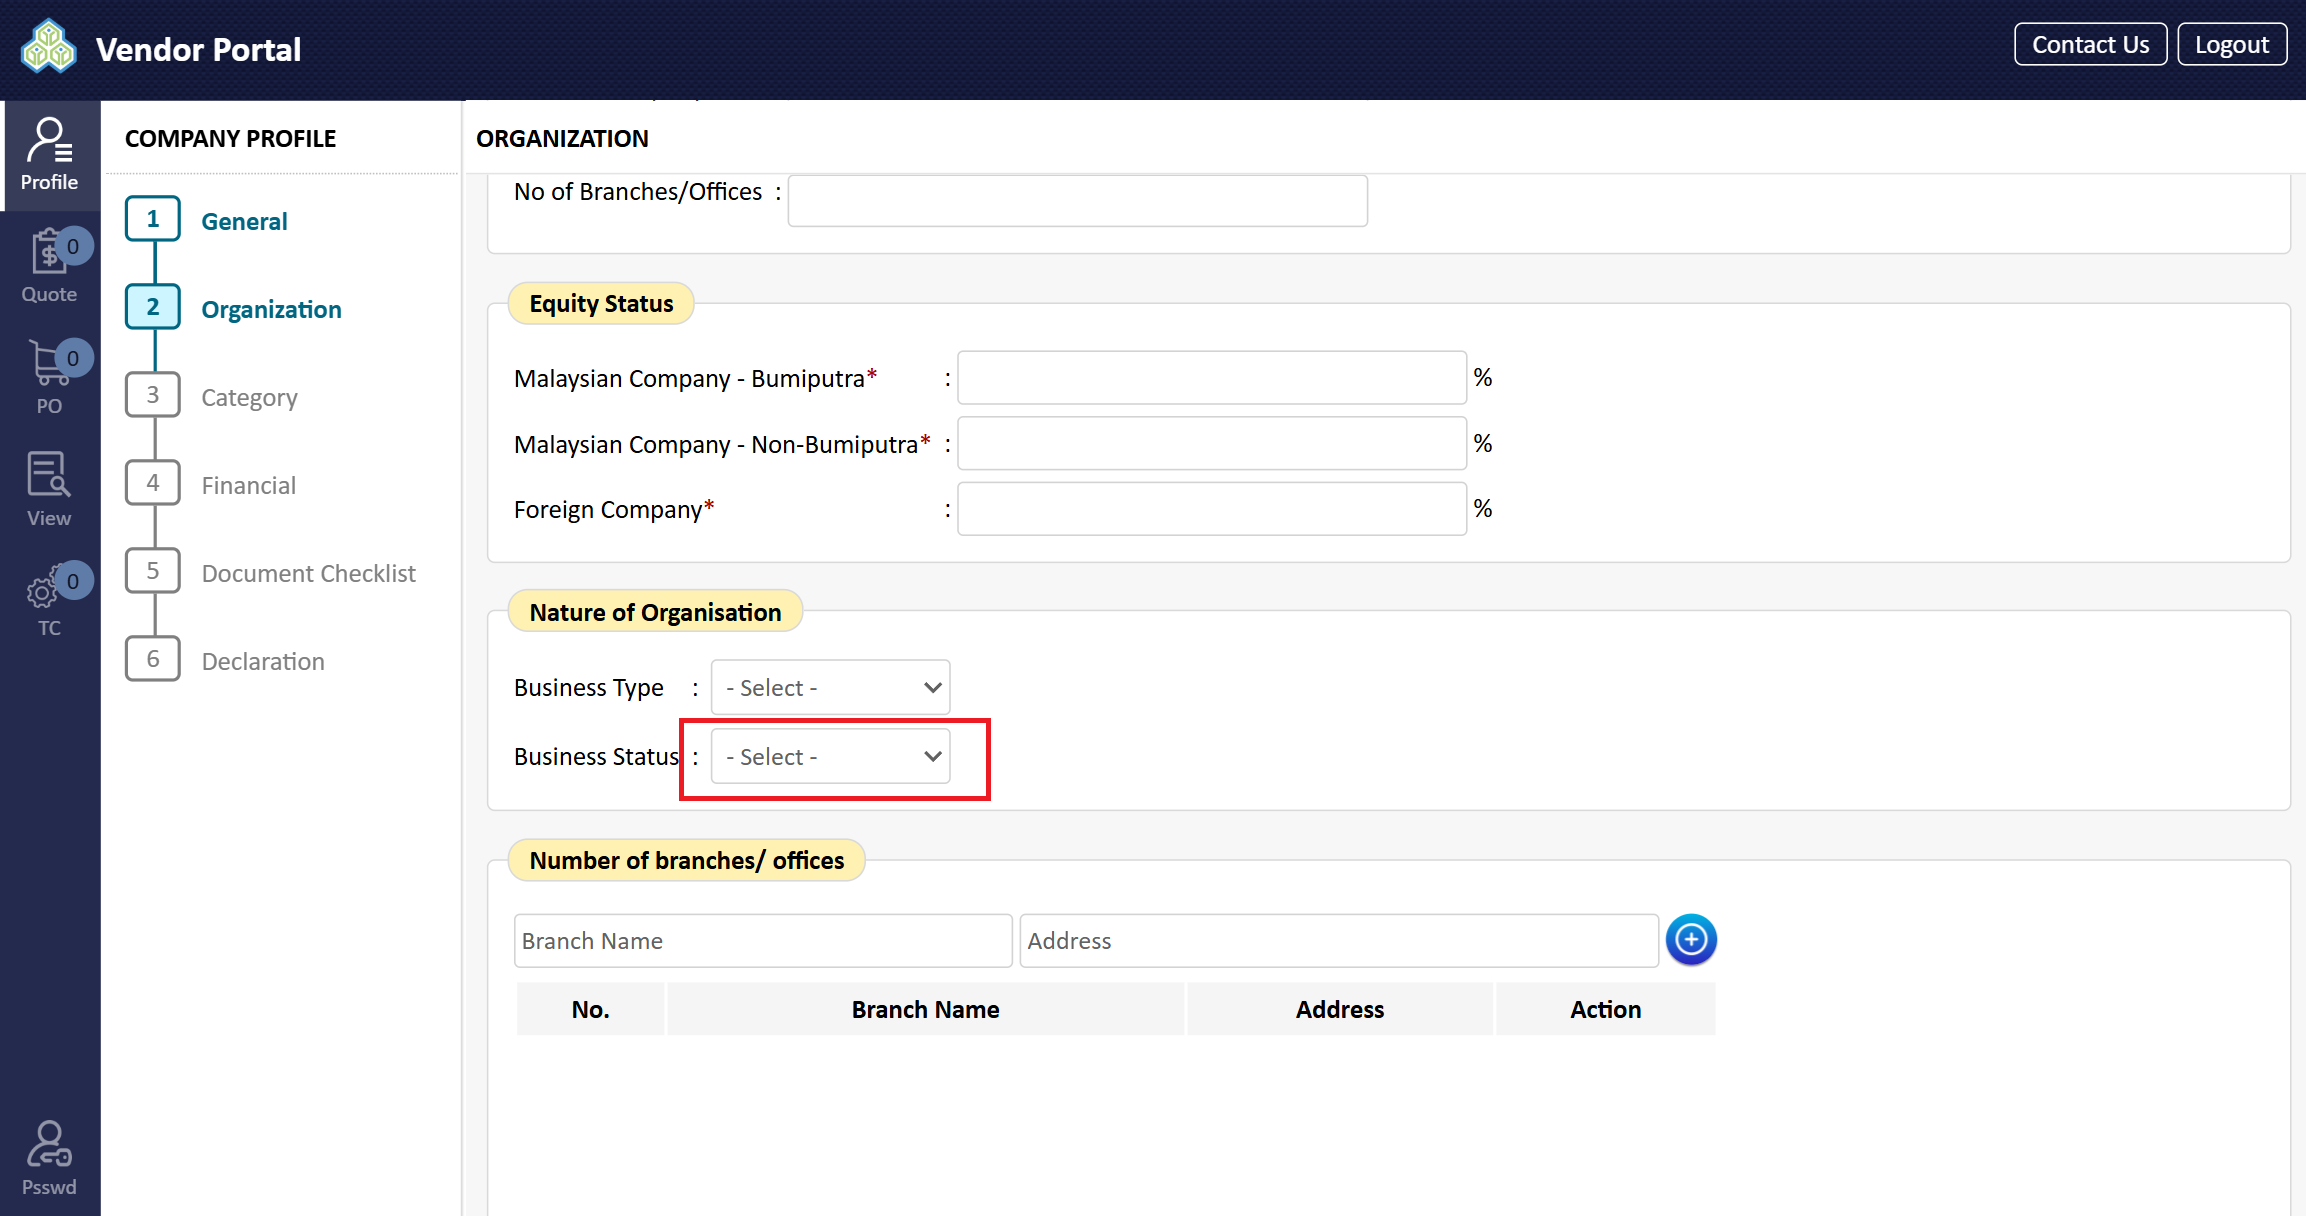 Vendor Portal
Contact Us
Logout
Profile
0
Quote
0
PO
View
0
TC
Psswd
COMPANY PROFILE
1 General
2 Organization
3 Category
4 Financial
5 Document Checklist
6 Declaration
ORGANIZATION
No of Branches/Offices :
Equity Status
Malaysian Company - Bumiputra* : %
Malaysian Company - Non-Bumiputra* : %
Foreign Company* : %
Nature of Organisation
Business Type : - Select -
Business Status : - Select -
Number of branches/ offices
Branch Name Address
No. Branch Name Address Action